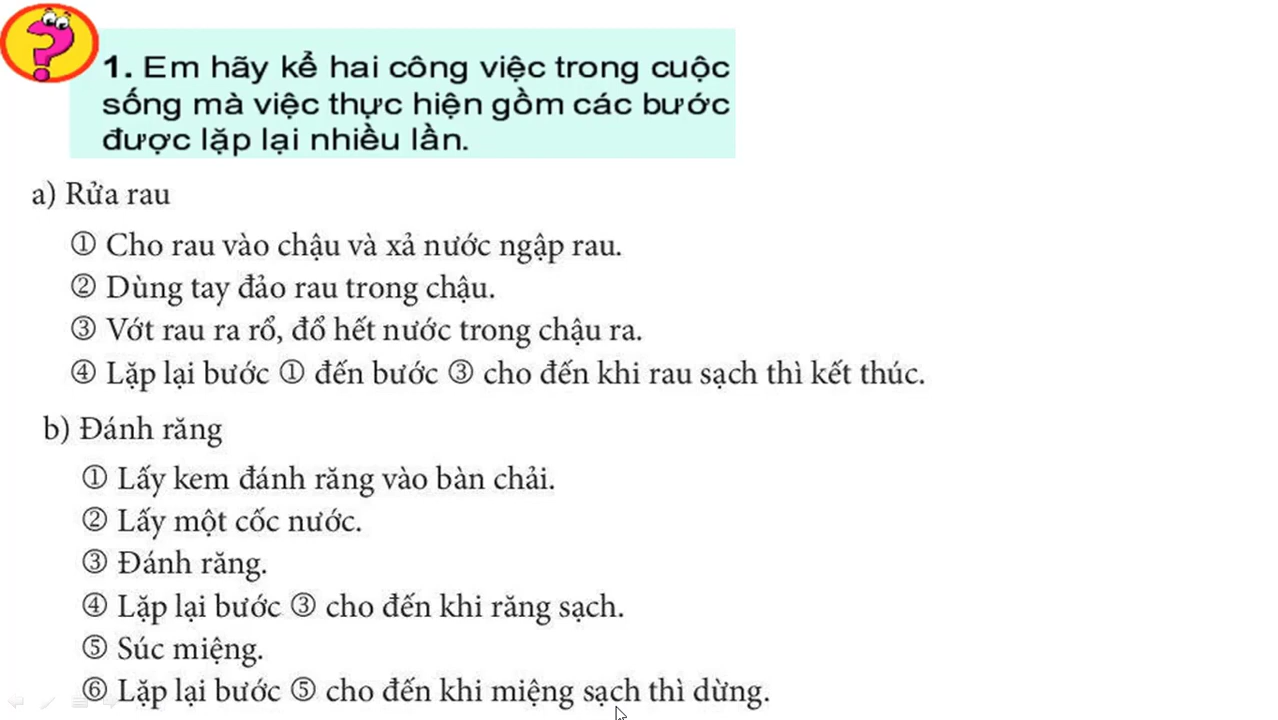 1. Em hãy kể hai công việc trong cuộc
sống mà việc thực hiện gồm các bước
được lặp lại nhiều lần.
a) Rửa rau
① Cho rau vào chậu và xả nước ngập rau.
② Dùng tay đảo rau trong chậu.
③ Vớt rau ra rổ, đổ hết nước trong chậu ra.
④ Lặp lại bước ① đến bước ③ cho đến khi rau sạch thì kết thúc.
b) Đánh răng
① Lấy kem đánh răng vào bàn chải.
② Lấy một cốc nước.
③ Đánh răng.
④ Lặp lại bước ③ cho đến khi răng sạch.
⑤ Súc miệng.
⑥ Lặp lại bước ⑤ cho đến khi miệng sạch thì dừng.